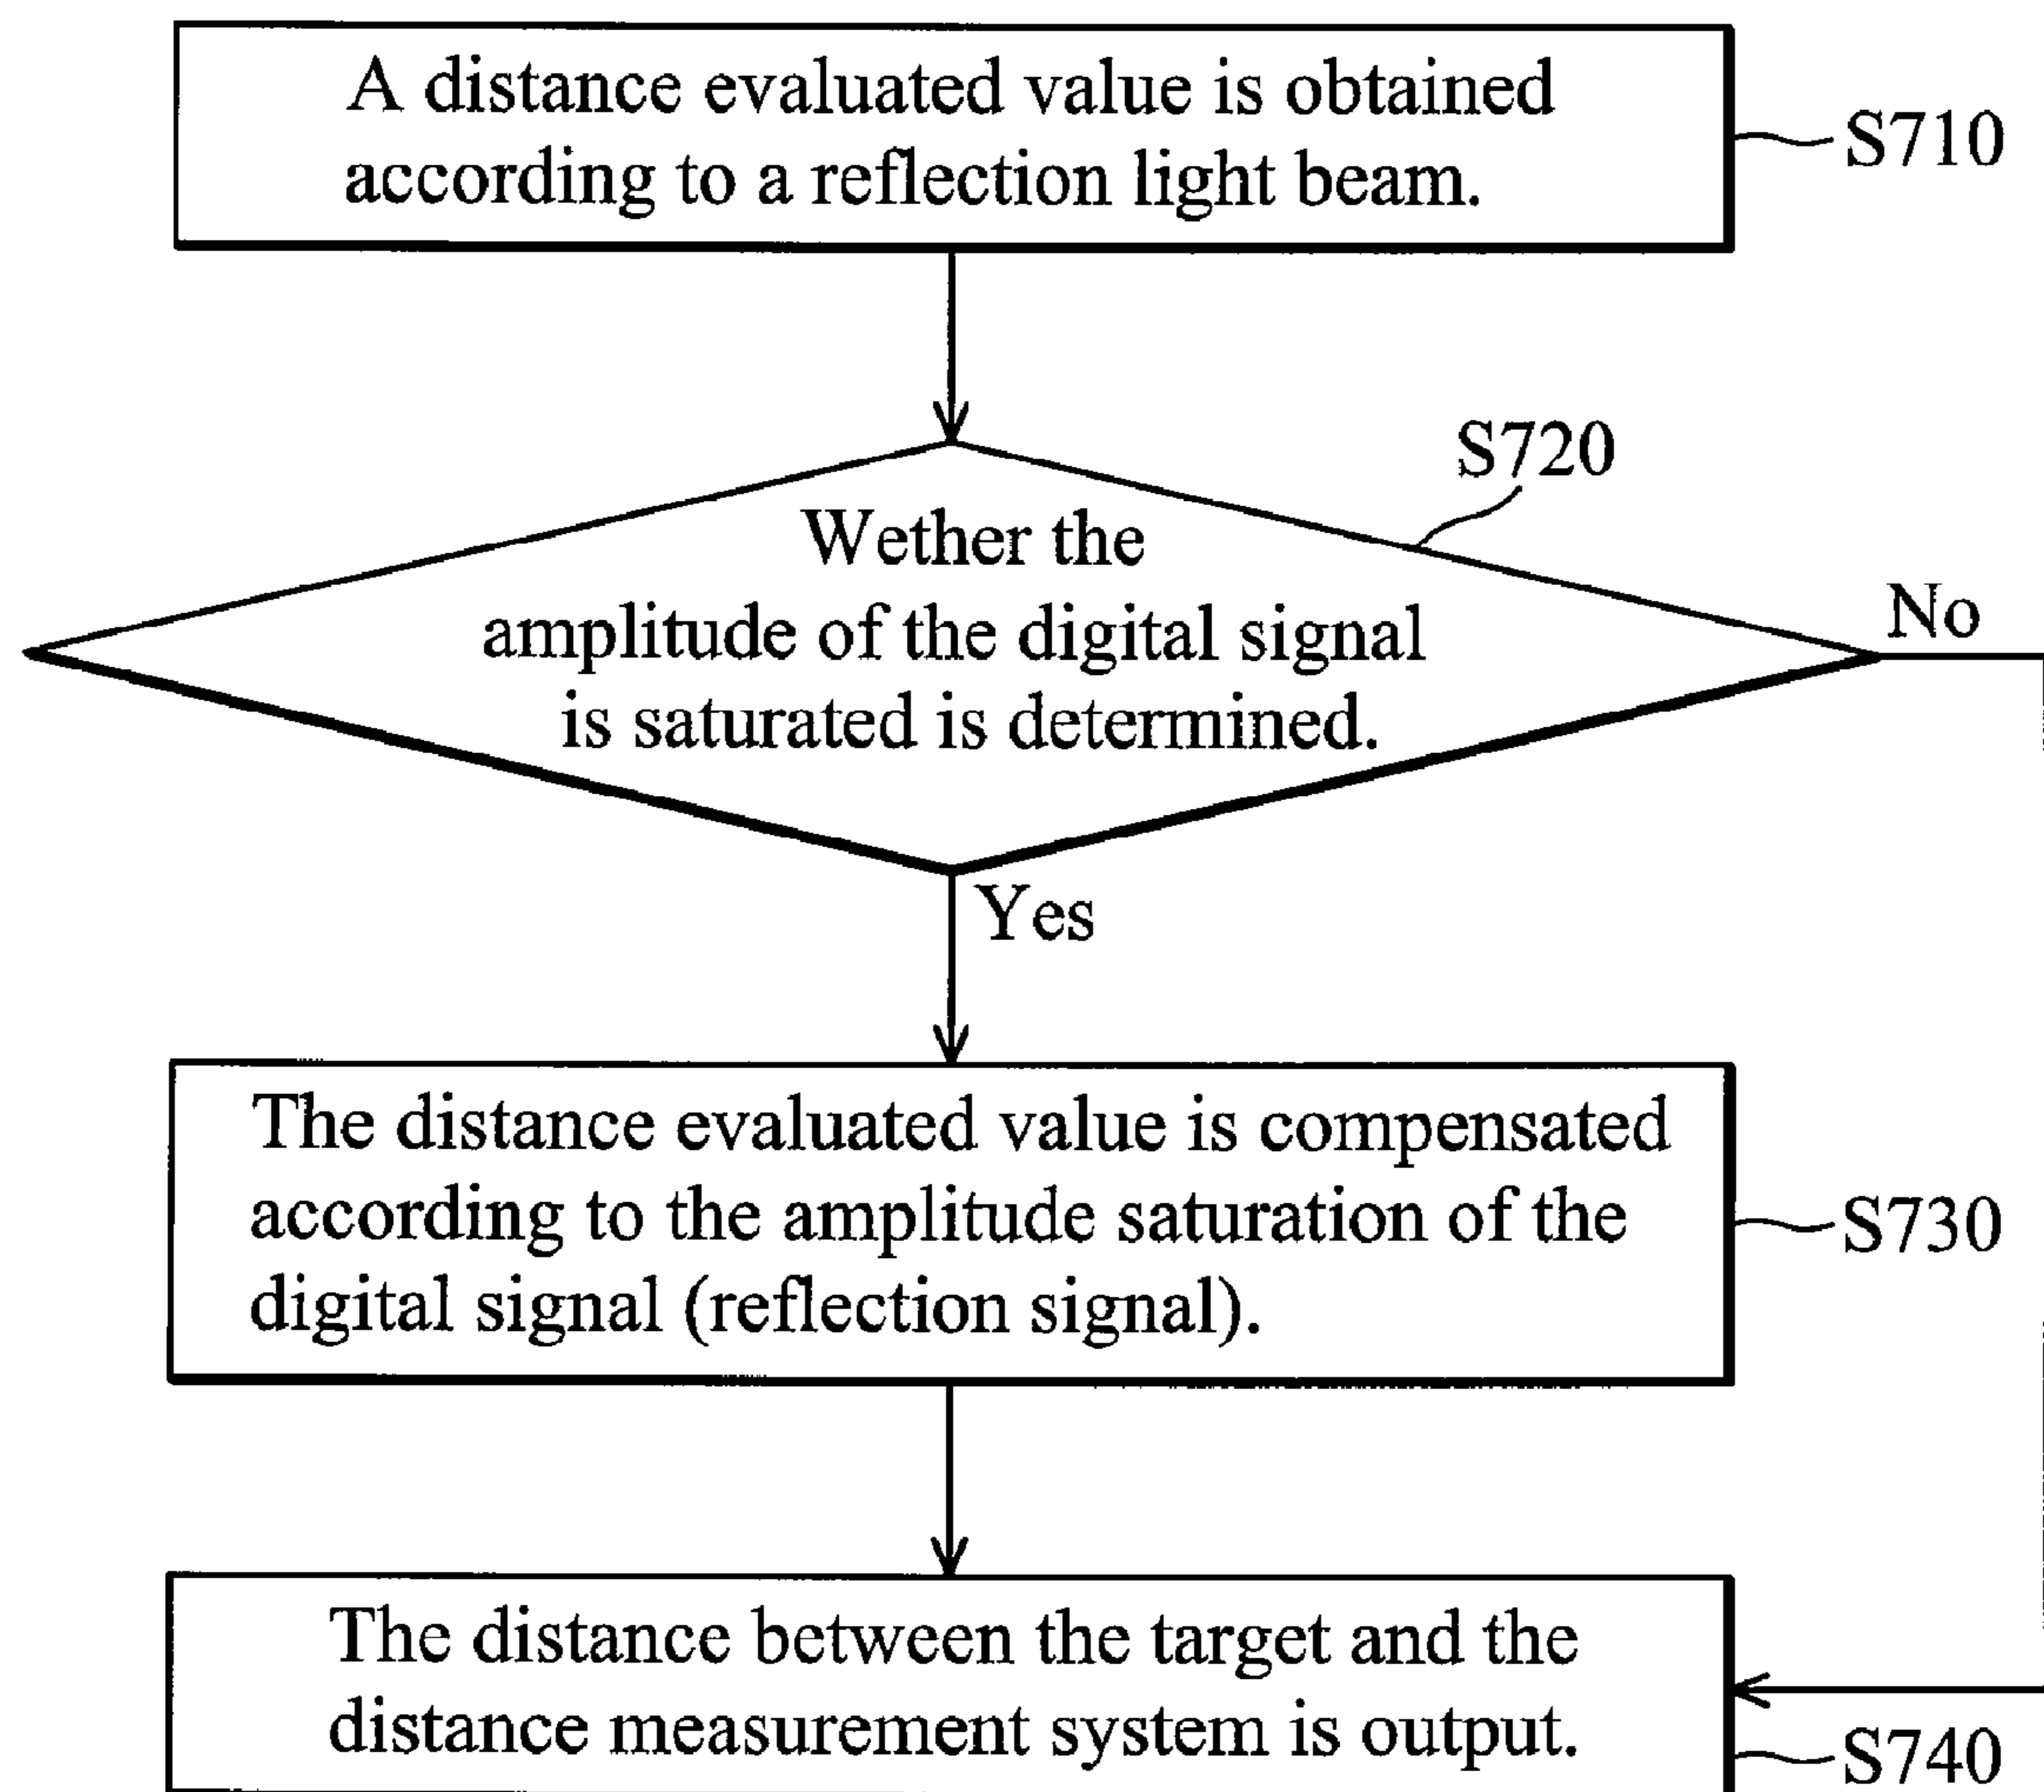 A distance evaluated value is obtained
according to a reflection light beam.
S710
S720
Wether the
amplitude of the digital signal
is saturated is determined.
No
Yes
The distance evaluated value is compensated
according to the amplitude saturation of the
digital signal (reflection signal).
S730
The distance between the target and the
distance measurement system is output.
S740